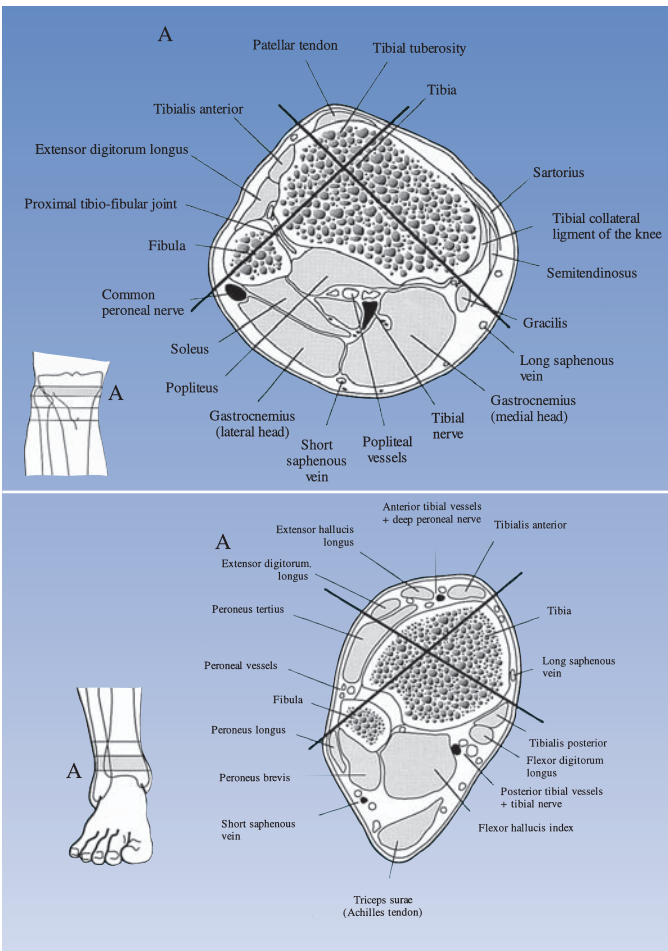 A
Patellar tendon
Tibial tuberosity
Tibia
Tibialis anterior
Extensor digitorum longus
Sartorius
Proximal tibio-fibular joint
Tibial collateral
ligment of the knee
Fibula
Semitendinosus
Common
peroneal nerve
Gracilis
Soleus
Long saphenous
vein
A
Popliteus
Gastrocnemius
(medial head)
Gastrocnemius
(lateral head)
Tibial
nerve
Short
saphenous
vein
Popliteal
vessels
Anterior tibial vessels
+ deep peroneal nerve
A
Extensor hallucis
longus
Tibialis anterior
Extensor digitorum,
longus
Peroneus tertius
Tibia
Peroneal vessels
Long saphenous
vein
Fibula
Peroneus longus
Tibialis posterior
A
Flexor digitorum
longus
Peroneus brevis
Posterior tibial vessels
+ tibial nerve
Short saphenous
vein
Flexor hallucis index
Triceps surae
(Achilles tendon)